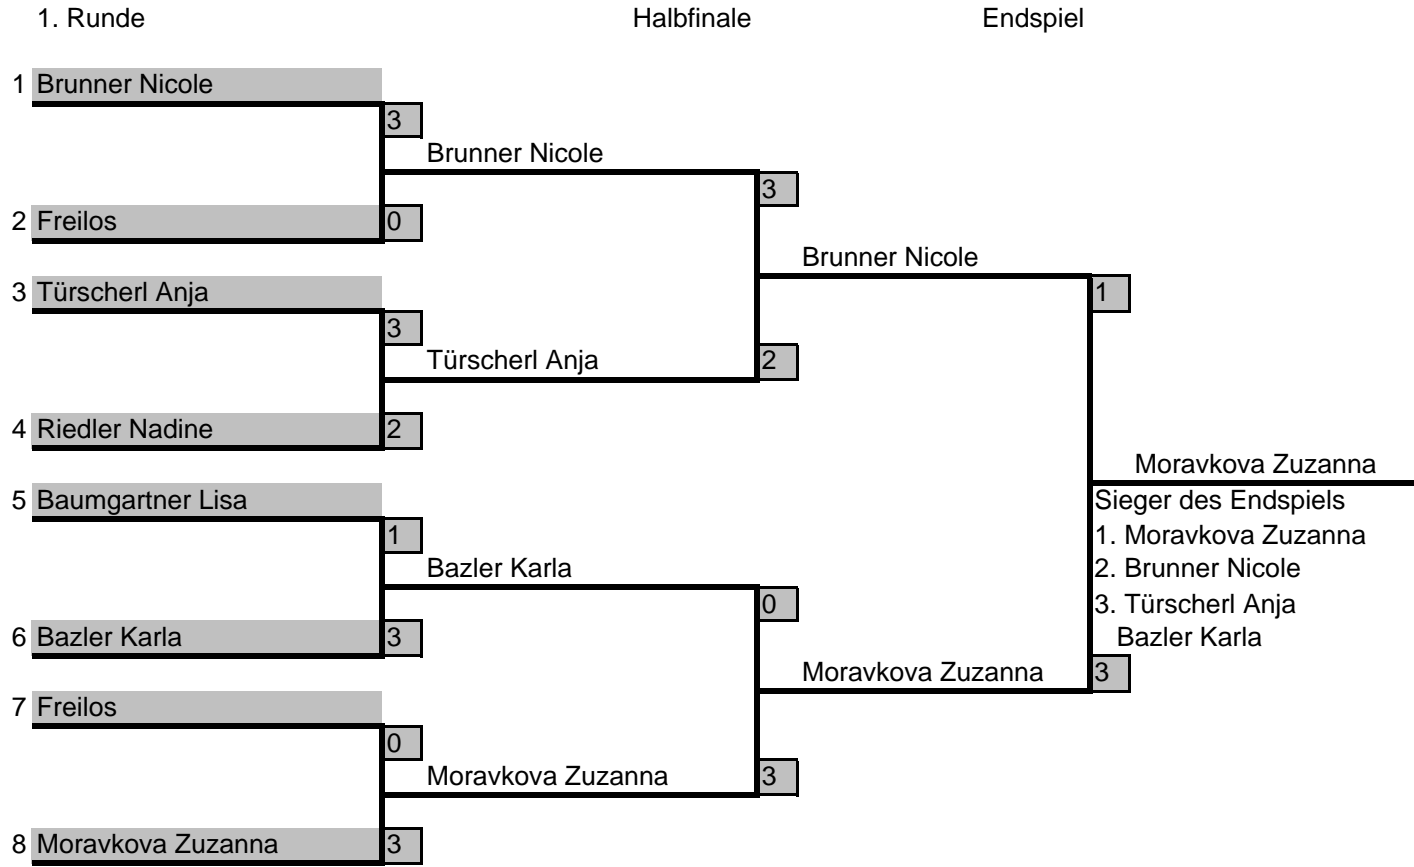 1. Runde Halbfinale Endspiel
1 Brunner Nicole
3
Brunner Nicole
3
2 Freilos 0
Brunner Nicole
3 Türscherl Anja
1
3
Türscherl Anja 2
4 Riedler Nadine 2
Moravkova Zuzanna
5 Baumgartner Lisa Sieger des Endspiels
1 1. Moravkova Zuzanna
Bazler Karla 2. Brunner Nicole
0 3. Türscherl Anja
6 Bazler Karla 3 Bazler Karla
Moravkova Zuzanna 3
7 Freilos
0
Moravkova Zuzanna 3
8 Moravkova Zuzanna 3